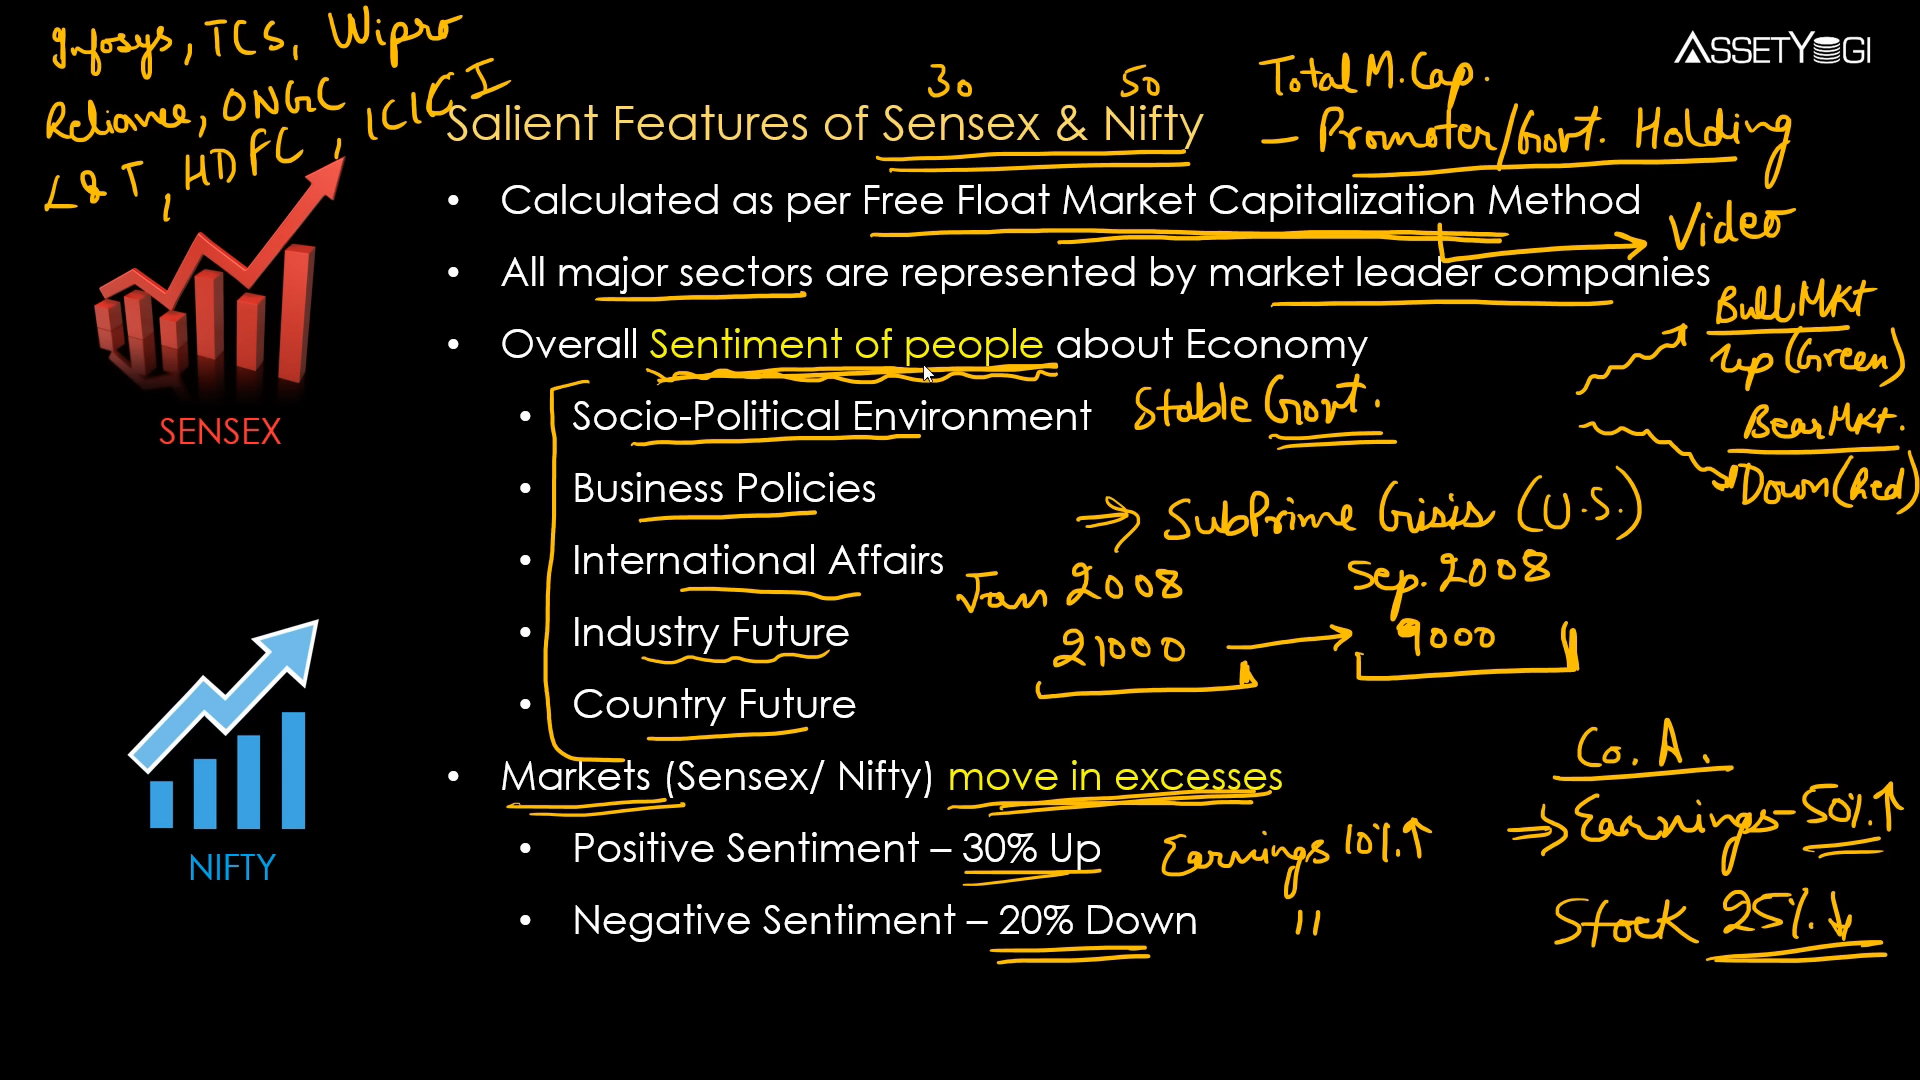 Infosys, TCS, Wipro
Reliance, ONGC, ICICI
L&T, HDFC
ASSETYOGI
30 50
Salient Features of Sensex & Nifty
Total M.Cap.
– Promoter/Govt. Holding
• Calculated as per Free Float Market Capitalization Method
Video
• All major sectors are represented by market leader companies
Bull MKt
Up (Green)
Bear MKt.
Down (Red)
• Overall Sentiment of people about Economy
• Socio-Political Environment
Stable Govt.
• Business Policies
⇒ SubPrime Crisis (U.S.)
• International Affairs
Jan 2008
Sep. 2008
• Industry Future
21000 → 9000
• Country Future
• Markets (Sensex/ Nifty) move in excesses
• Positive Sentiment – 30% Up
Earnings 10%↑
• Negative Sentiment – 20% Down
"
Co. A.
⇒ Earnings – 50%↑
Stock 25%↓
SENSEX
NIFTY